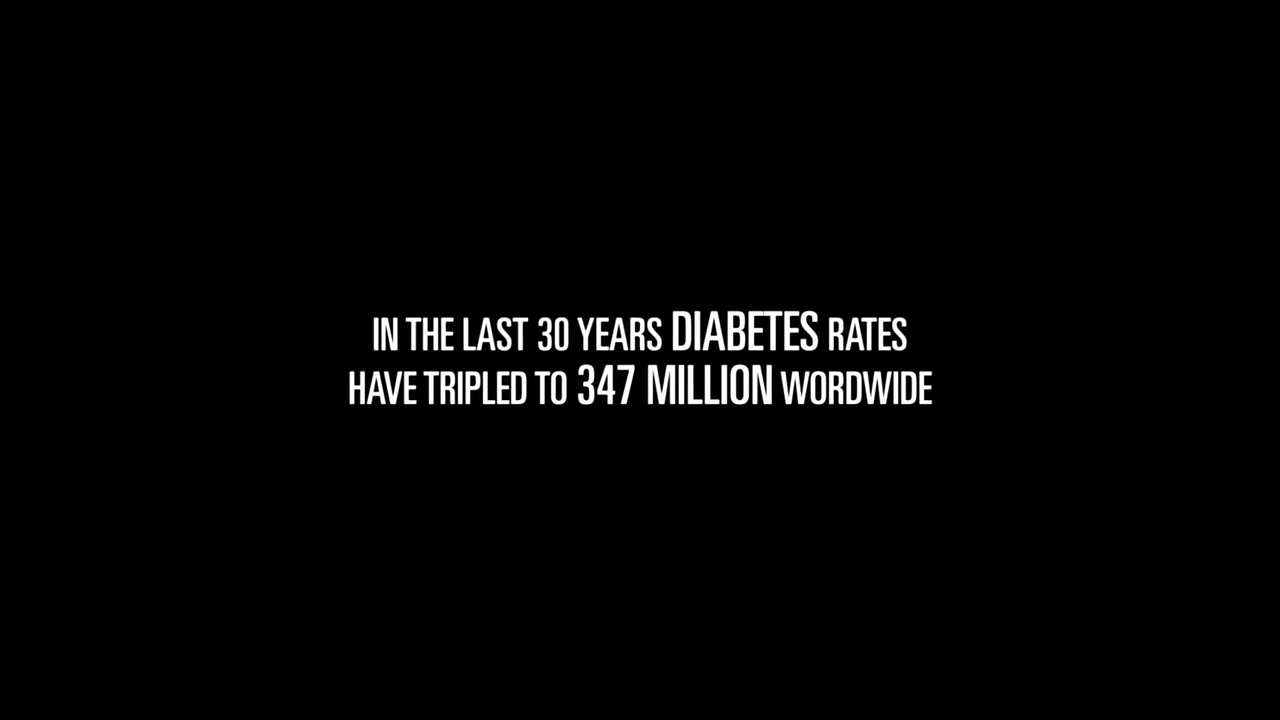 IN THE LAST 30 YEARS DIABETES RATES
HAVE TRIPLED TO 347 MILLION WORDWIDE